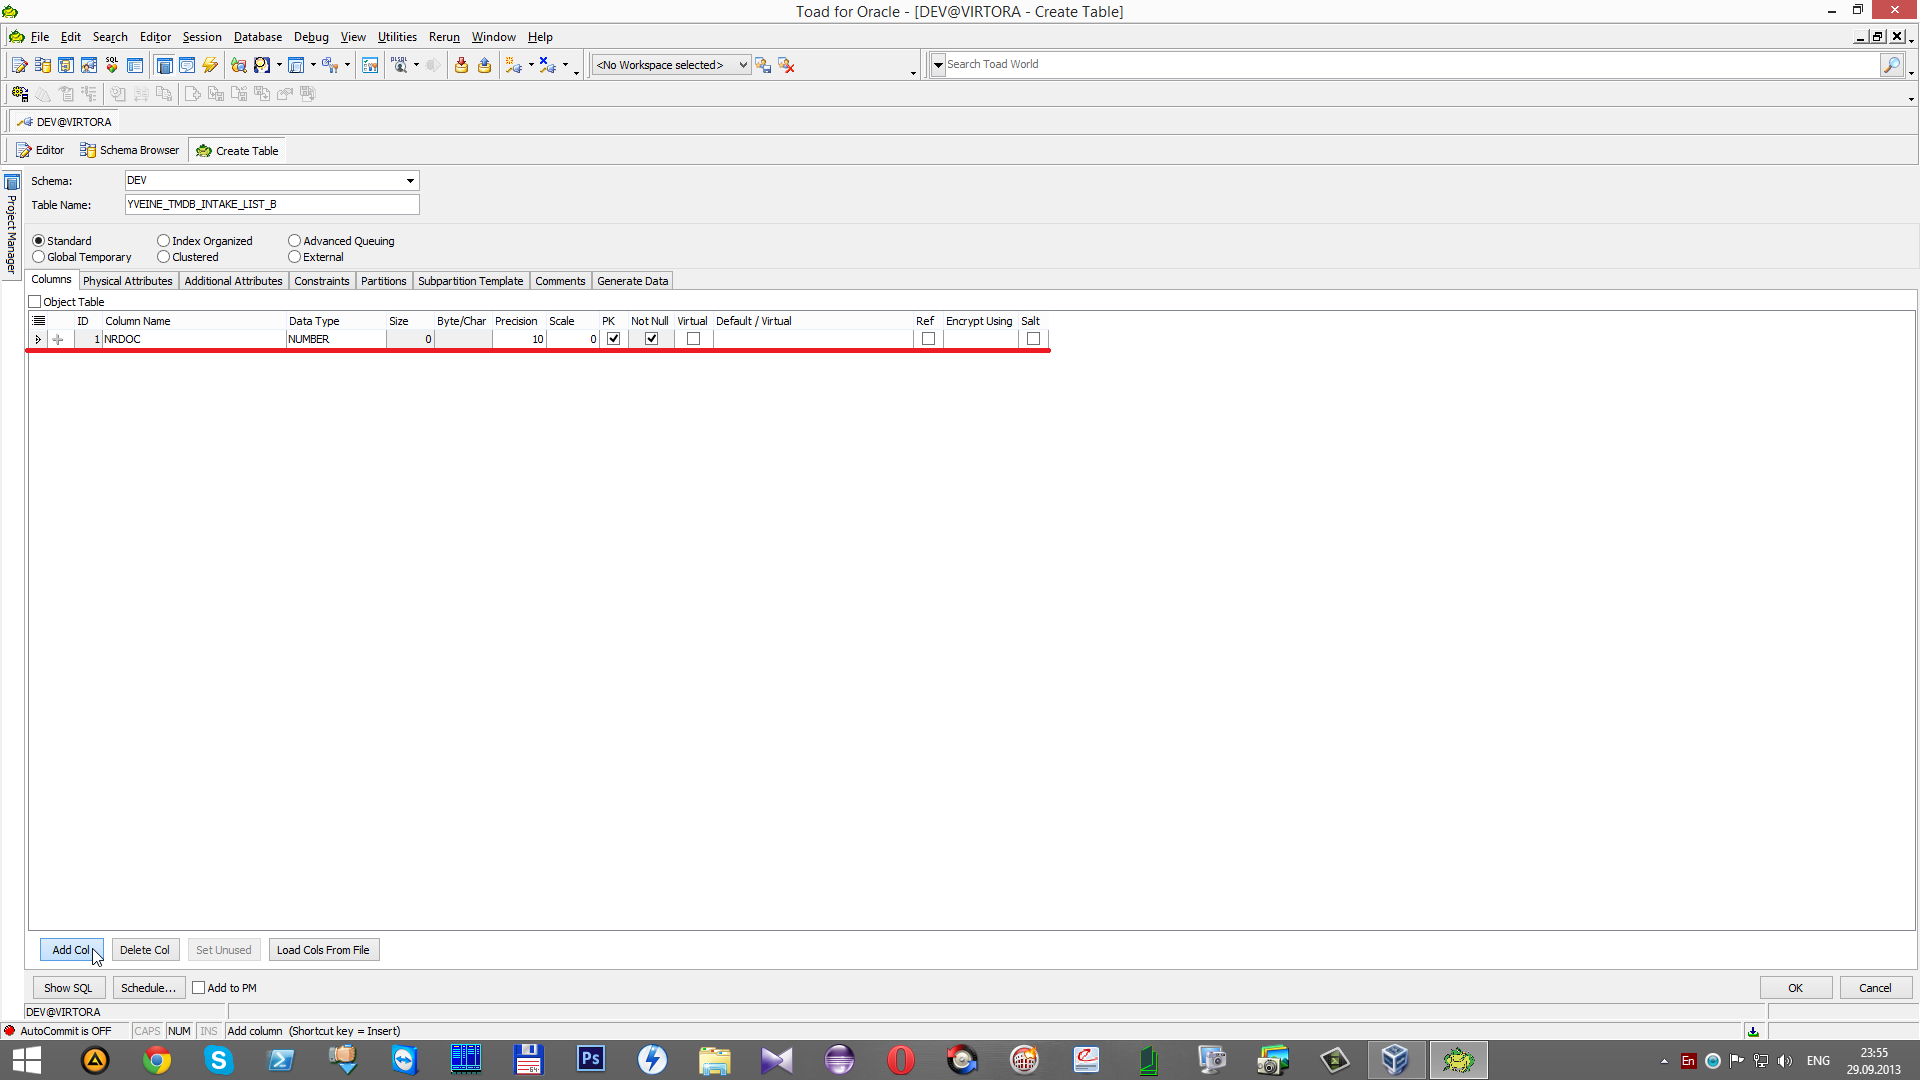 Toad for Oracle - [DEV@VIRTORA - Create Table]
File Edit Search Editor Session Database Debug View Utilities Rerun Window Help
SQL PLSQL <No Workspace selected> Search Toad World
DEV@VIRTORA
Editor Schema Browser Create Table
Project Manager
Schema: DEV
Table Name: YVEINE_TMDB_INTAKE_LIST_B
Standard Index Organized Advanced Queuing
Global Temporary Clustered External
Columns Physical Attributes Additional Attributes Constraints Partitions Subpartition Template Comments Generate Data
Object Table
ID Column Name Data Type Size Byte/Char Precision Scale PK Not Null Virtual Default / Virtual Ref Encrypt Using Salt
1 NRDOC NUMBER 0 10 0
Add Col Delete Col Set Unused Load Cols From File
Show SQL Schedule... Add to PM OK Cancel
DEV@VIRTORA
AutoCommit is OFF CAPS NUM INS Add column (Shortcut key = Insert)
64 Ps En ENG 23:55
29.09.2013